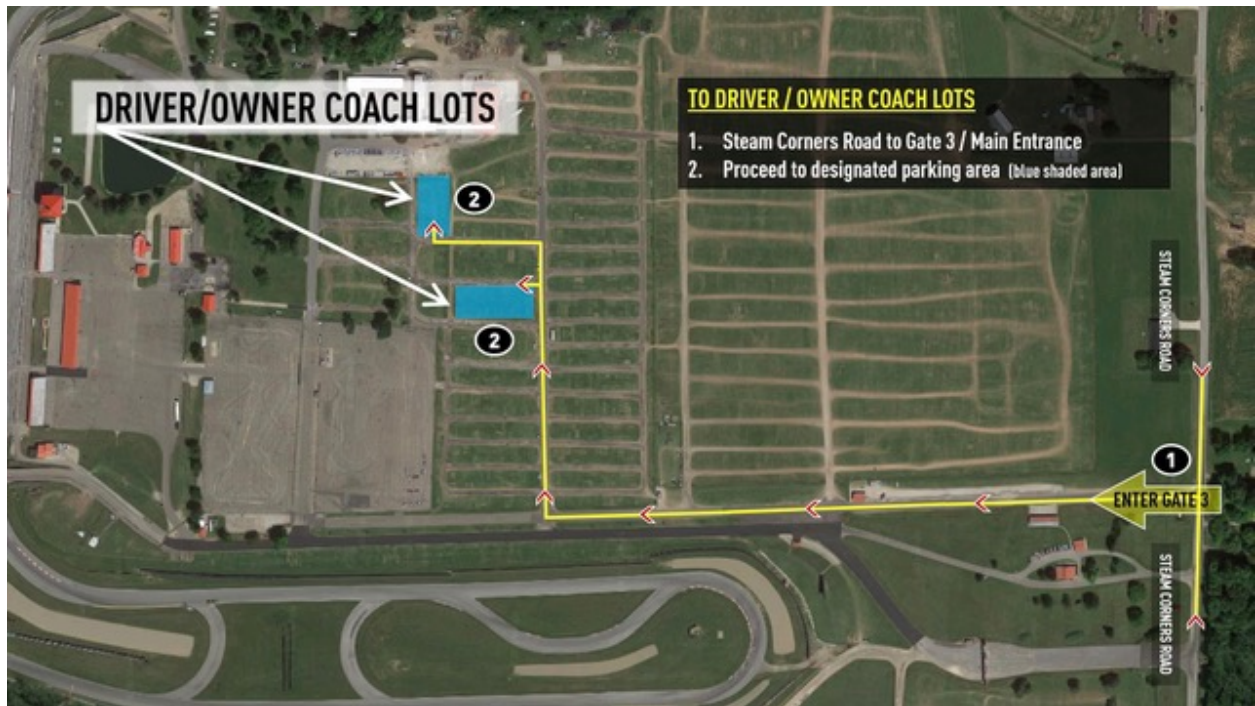 DRIVER/OWNER COACH LOTS
TO DRIVER / OWNER COACH LOTS
1. Steam Corners Road to Gate 3 / Main Entrance
2. Proceed to designated parking area (blue shaded area)
2
2
STEAM CORNERS ROAD
1
ENTER GATE 3
STEAM CORNERS ROAD